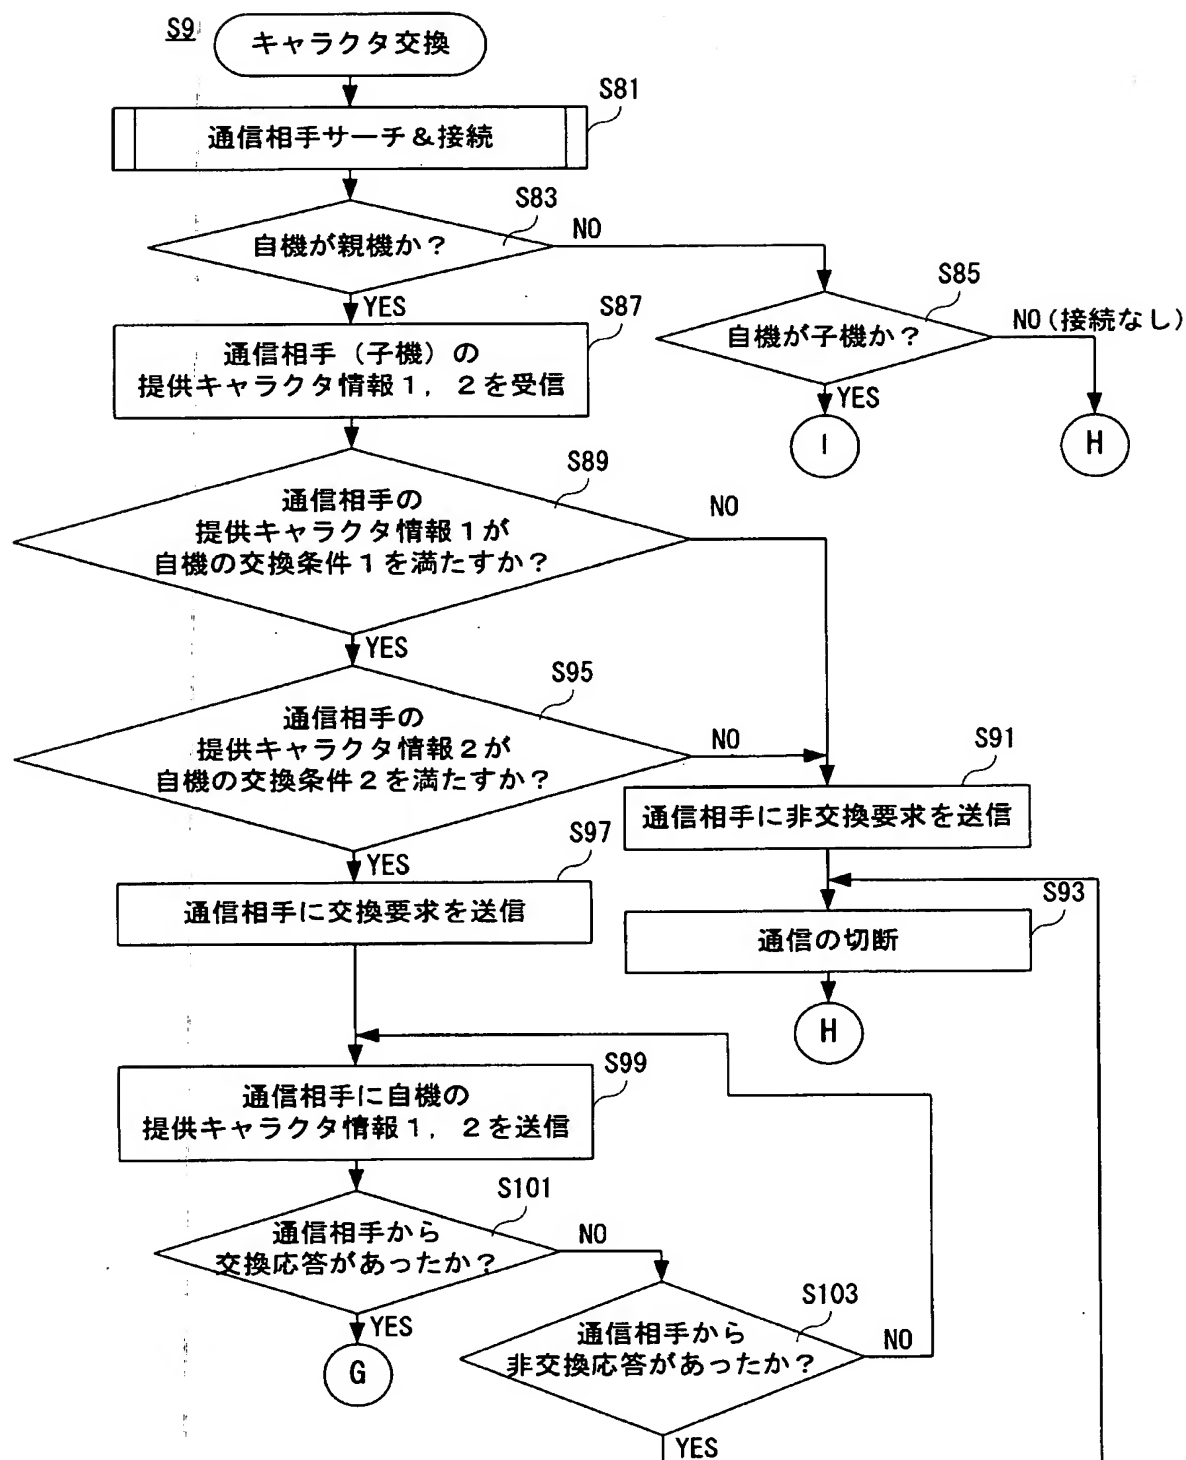 S9
キャラクタ交換
S81
通信相手サーチ&接続
S83
自機が親機か?
NO
YES
S85
自機が子機か?
NO(接続なし)
YES
I
H
S87
通信相手(子機)の
提供キャラクタ情報1,2を受信
S89
通信相手の
提供キャラクタ情報1が
自機の交換条件1を満たすか?
NO
YES
S95
通信相手の
提供キャラクタ情報2が
自機の交換条件2を満たすか?
NO
YES
S91
通信相手に非交換要求を送信
S97
通信相手に交換要求を送信
S93
通信の切断
H
S99
通信相手に自機の
提供キャラクタ情報1,2を送信
S101
通信相手から
交換応答があったか?
NO
YES
G
S103
通信相手から
非交換応答があったか?
NO
YES